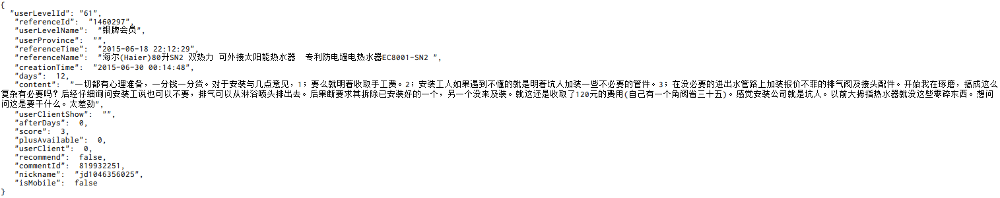 {
"userLevelId": "61",
"referenceId": "1460297",
"userLevelName": "银牌会员",
"userProvince": "",
"referenceTime": "2015-06-18 22:12:29",
"referenceName": "海尔(Haier)80升SN2 双热力 可外接太阳能热水器 专利防电墙电热水器EC8001-SN2 ",
"creationTime": "2015-06-30 00:14:48",
"days": 12,
"content": "一切都有心理准备，一分钱一分货。对于安装与几点意见，1；要么就明着收取手工费。2；安装工人如果遇到不懂的就是明着坑人加装一些不必要的管件。3；在没必要的进出水管路上加装报价不菲的排气阀及接头配件。开始我在琢磨，搞成这么
复杂有必要吗？后经仔细询问安装工说也可以不要，排气可以从淋浴喷头排出去。后果断要求其拆除已安装好的一个，另一个没来及装。就这还是收取了120元的费用(自己有一个角阀省三十五)。感觉安装公司就是坑人。以前大拇指热水器就没这些零碎东西。想问
问这是要干什么。太差劲",
"userClientShow": "",
"afterDays": 0,
"score": 3,
"plusAvailable": 0,
"userClient": 0,
"recommend": false,
"commentId": 819932251,
"nickname": "jd1046356025",
"isMobile": false
}